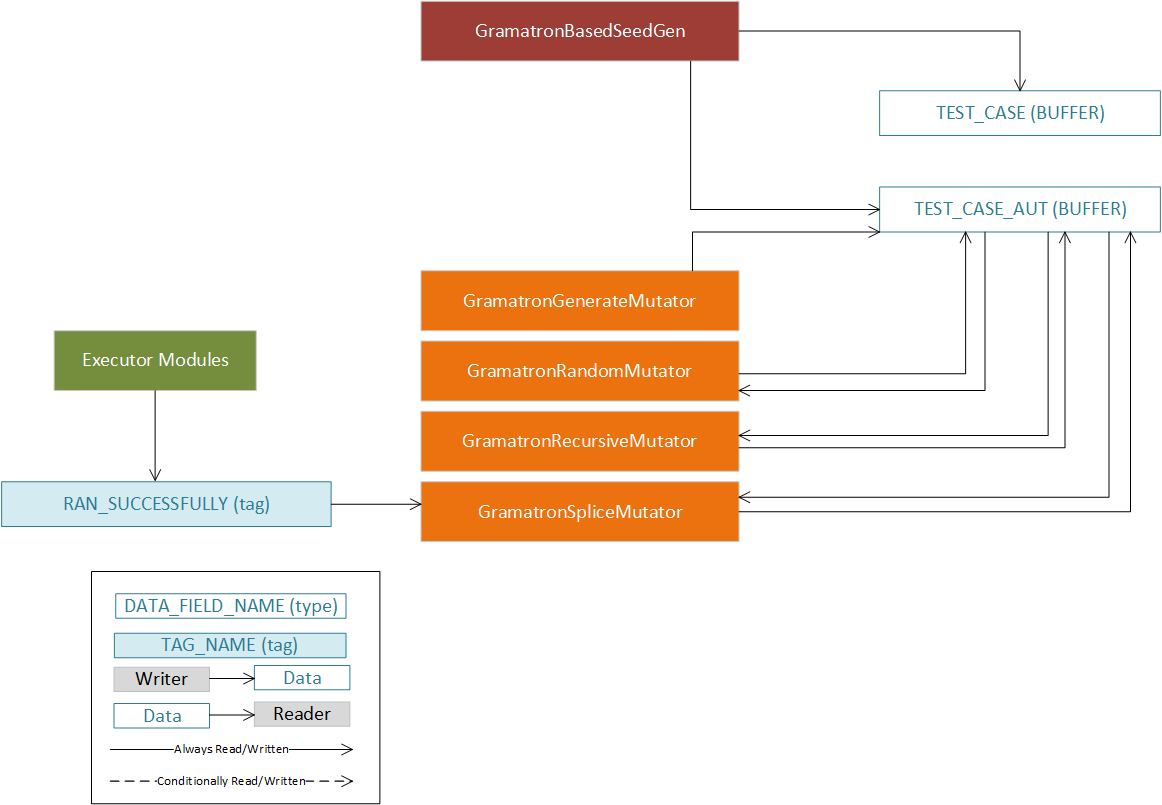 GramatronBasedSeedGen
TEST_CASE (BUFFER)
TEST_CASE_AUT (BUFFER)
GramatronGenerateMutator
Executor Modules
GramatronRandomMutator
GramatronRecursiveMutator
RAN_SUCCESSFULLY (tag)
GramatronSpliceMutator
DATA_FIELD_NAME (type)
TAG_NAME (tag)
Writer
Data
Data
Reader
Always Read/Written
Conditionally Read/Written